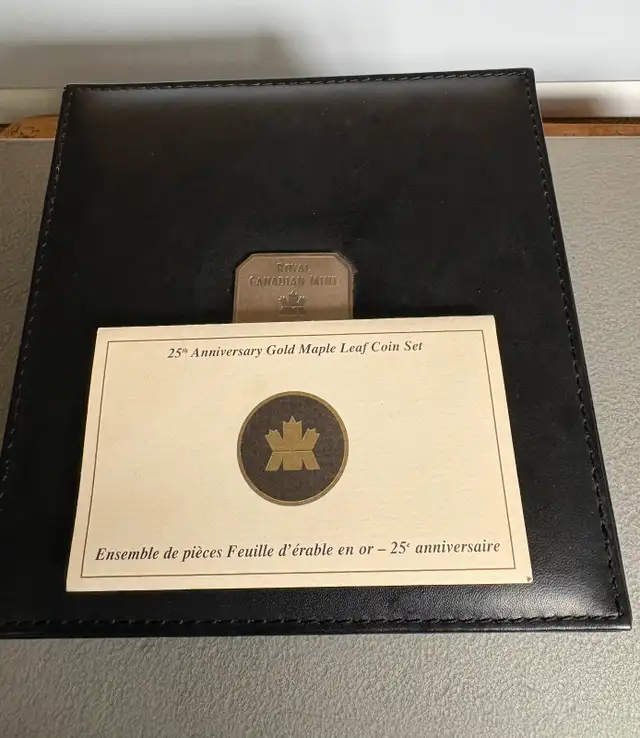 ROYAL
CANADIAN MINT
25th Anniversary Gold Maple Leaf Coin Set
Ensemble de pièces Feuille d'érable en or – 25e anniversaire